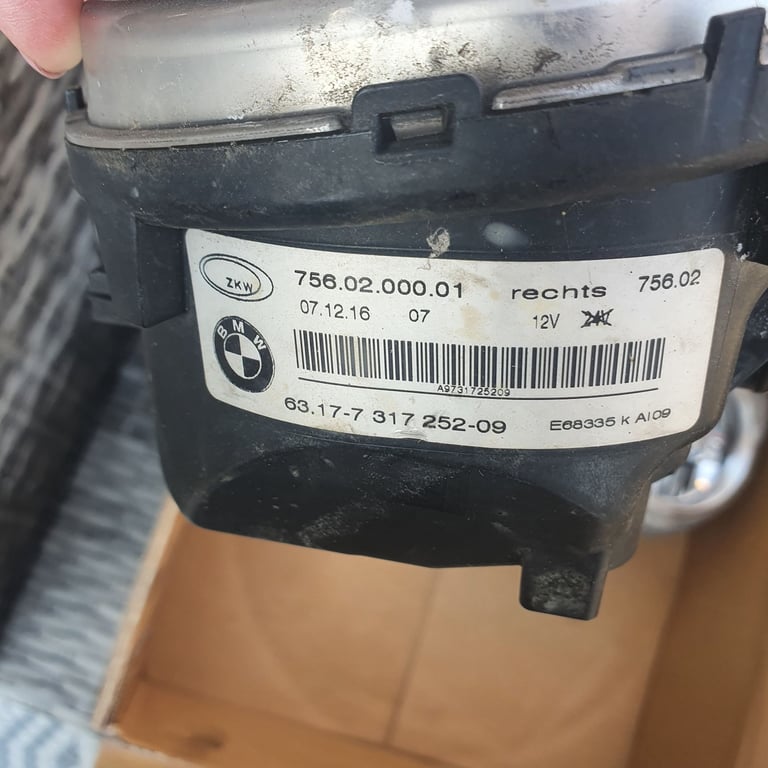 ZKW
756.02.000.01 rechts 756.02
07.12.16 07 12V 24V
BMW
A9731725209
63.17-7 317 252-09 E68335 k AI09